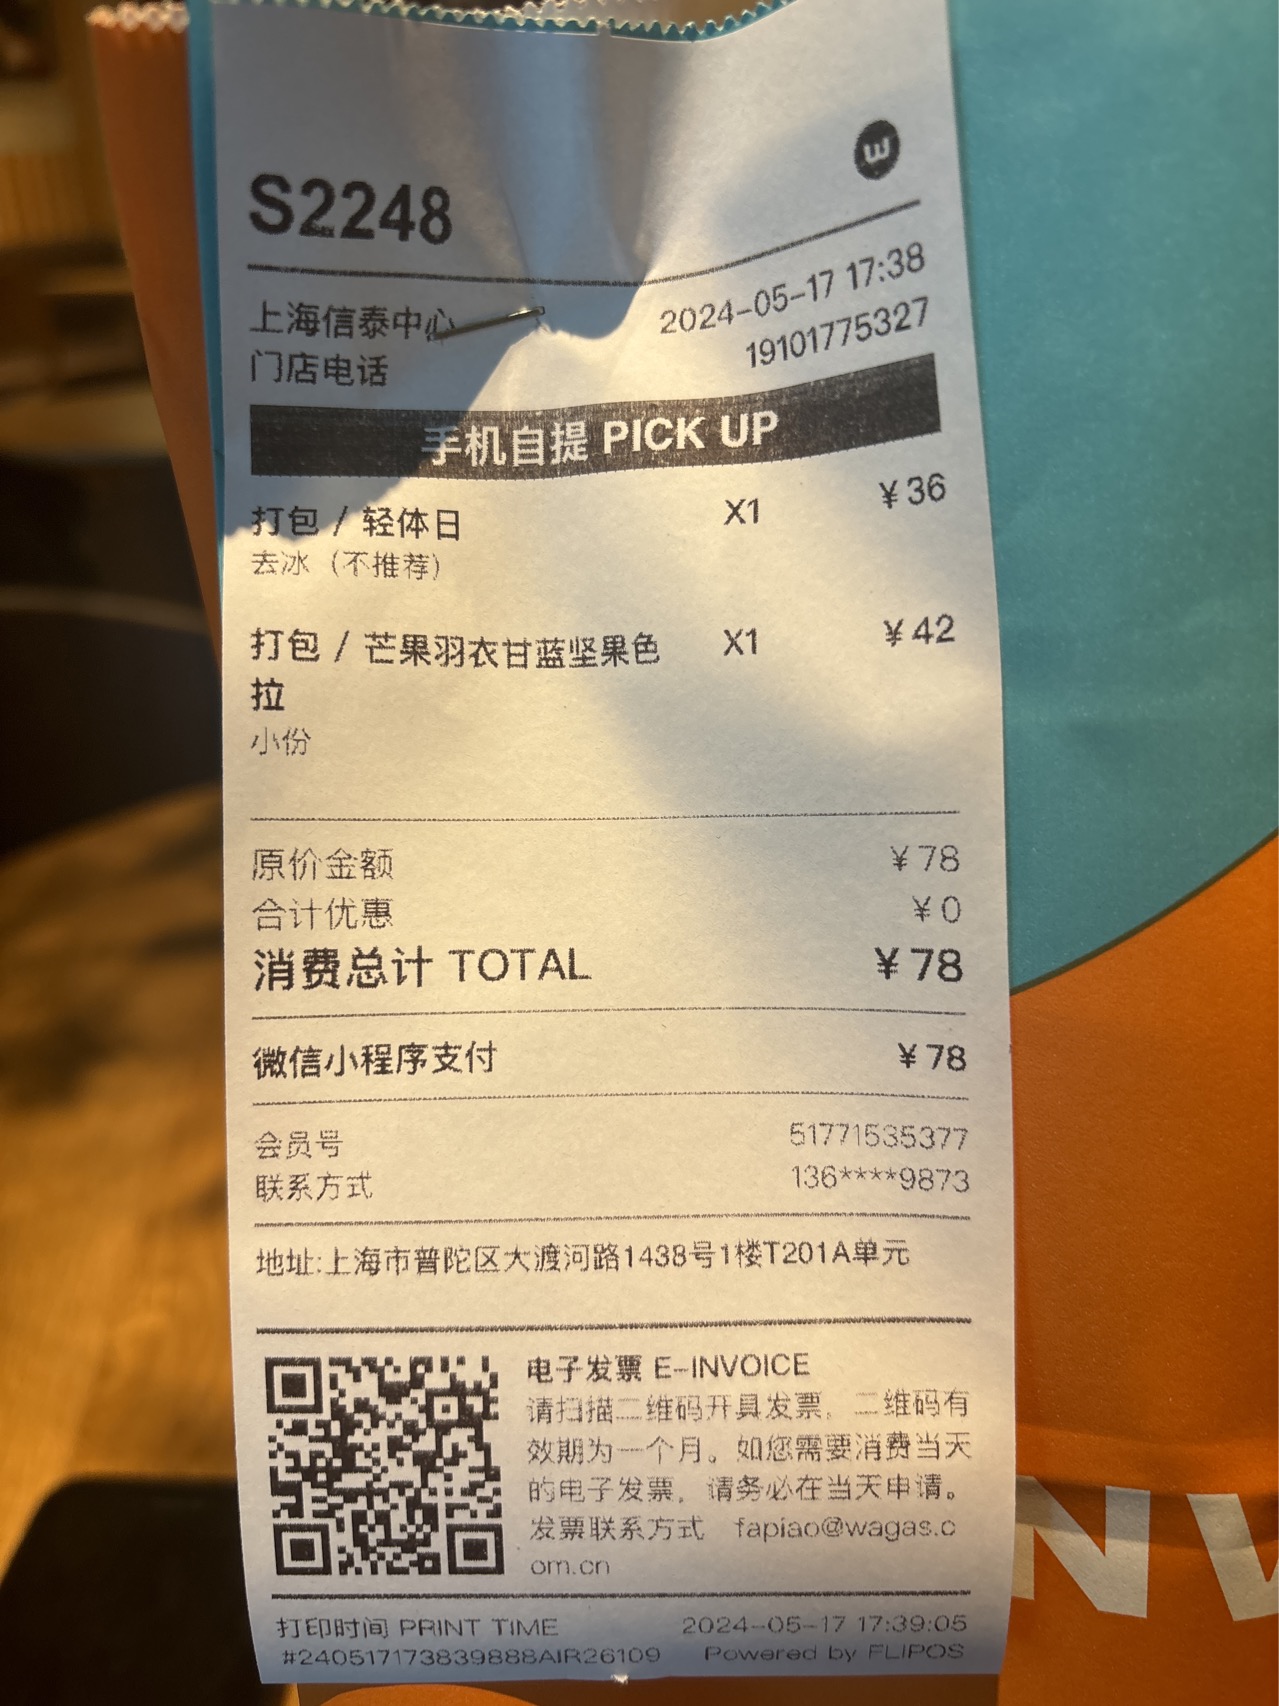 W
S2248
上海信泰中心 2024-05-17 17:38
门店电话 19101775327
手机自提 PICK UP
打包 / 轻体日 X1 ¥36
去冰（不推荐）
打包 / 芒果羽衣甘蓝坚果色 X1 ¥42
拉
小份
原价金额 ¥78
合计优惠 ¥0
消费总计 TOTAL ¥78
微信小程序支付 ¥78
会员号 51771535377
联系方式 136****9873
地址:上海市普陀区大渡河路1438号1楼T201A单元
电子发票 E-INVOICE
请扫描二维码开具发票，二维码有
效期为一个月。如您需要消费当天
的电子发票，请务必在当天申请。
发票联系方式 fapiao@wagas.c
om.cn
打印时间 PRINT TIME 2024-05-17 17:39:05
#240517173839888AIR26109 Powered by FLIPOS
NV